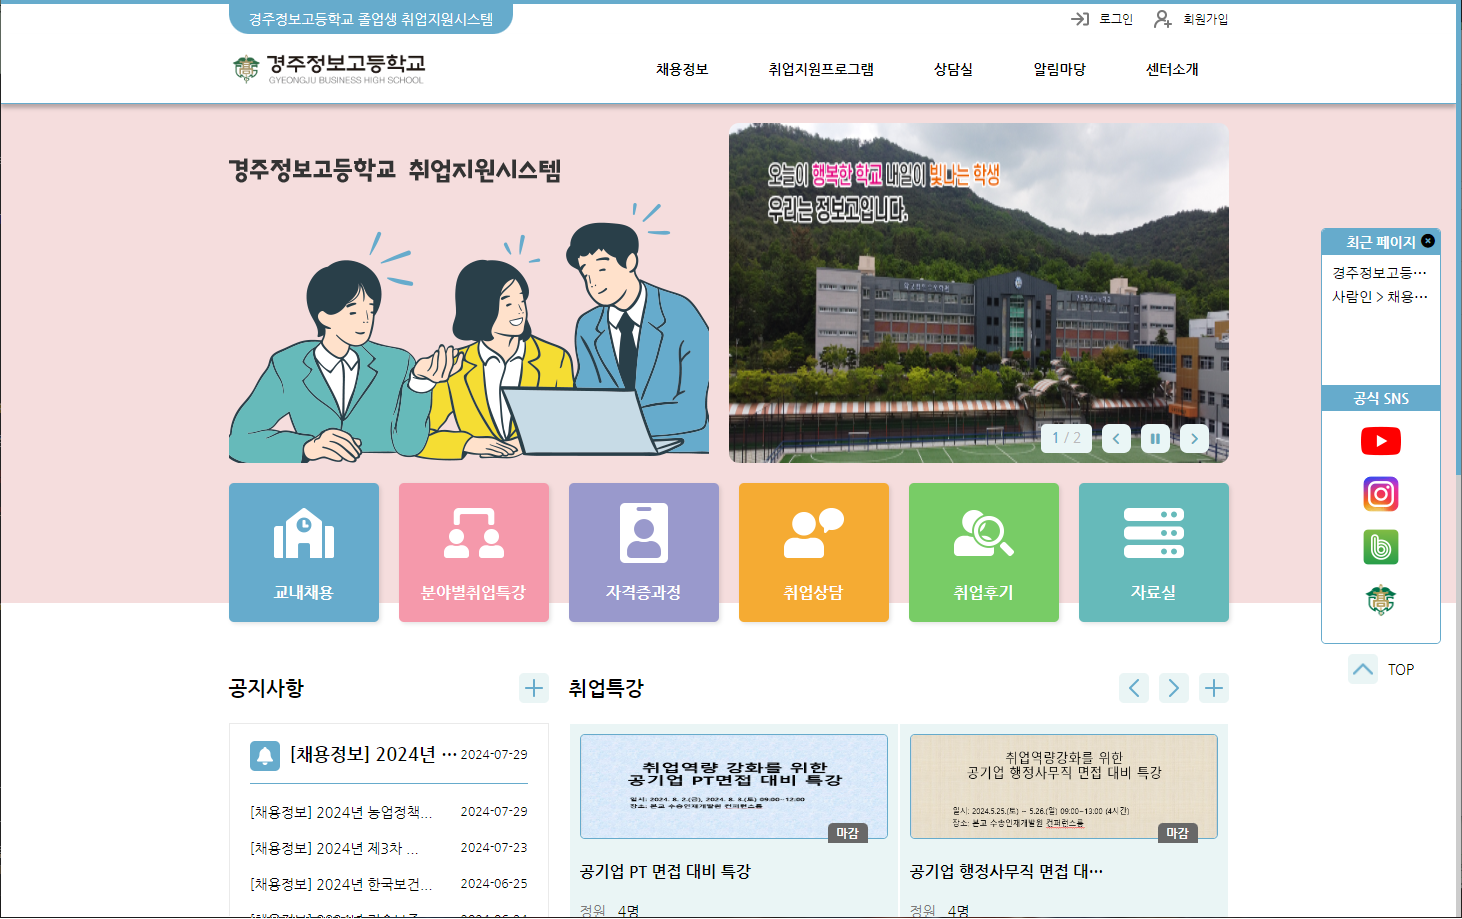 경주정보고등학교 졸업생 취업지원시스템
로그인
회원가입
경주정보고등학교
GYEONGJU BUSINESS HIGH SCHOOL
채용정보
취업지원프로그램
상담실
알림마당
센터소개
경주정보고등학교 취업지원시스템
오늘이 행복한 학교 내일이 빛나는 학생
우리는 정보고입니다.
1 / 2
최근 페이지
경주정보고등…
사람인 > 채용…
공식 SNS
TOP
교내채용
분야별취업특강
자격증과정
취업상담
취업후기
자료실
공지사항
[채용정보] 2024년 … 2024-07-29
[채용정보] 2024년 농업정책... 2024-07-29
[채용정보] 2024년 제3차 ... 2024-07-23
[채용정보] 2024년 한국보건... 2024-06-25
취업특강
취업역량 강화를 위한
공기업 PT면접 대비 특강
일시: 2024. 8. 2.(금), 2024. 8. 3.(토) 09:00~12:00
장소: 본교 수송인재개발원 컨퍼런스룸
마감
공기업 PT 면접 대비 특강
정원 4명
취업역량강화를 위한
공기업 행정사무직 면접 대비 특강
일시: 2024.5.25.(토) ~ 5.26.(일) 09:00~13:00 (4시간)
장소: 본교 수송인재개발원 컨퍼런스룸
마감
공기업 행정사무직 면접 대…
정원 4명